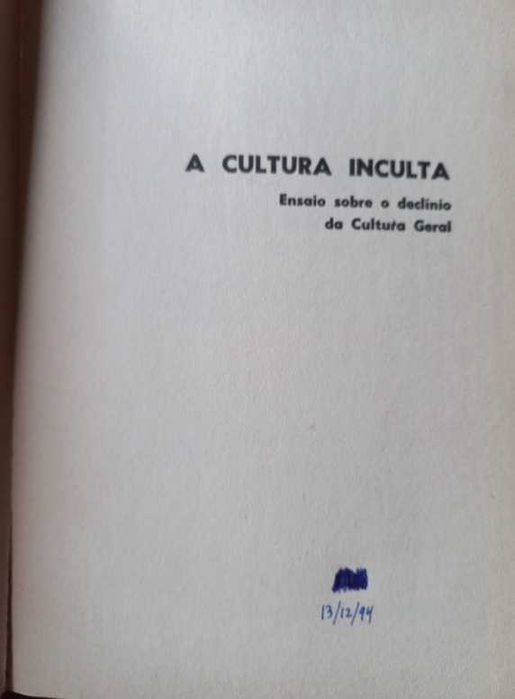 A CULTURA INCULTA
Ensaio sobre o declínio
da Cultura Geral
13/12/94